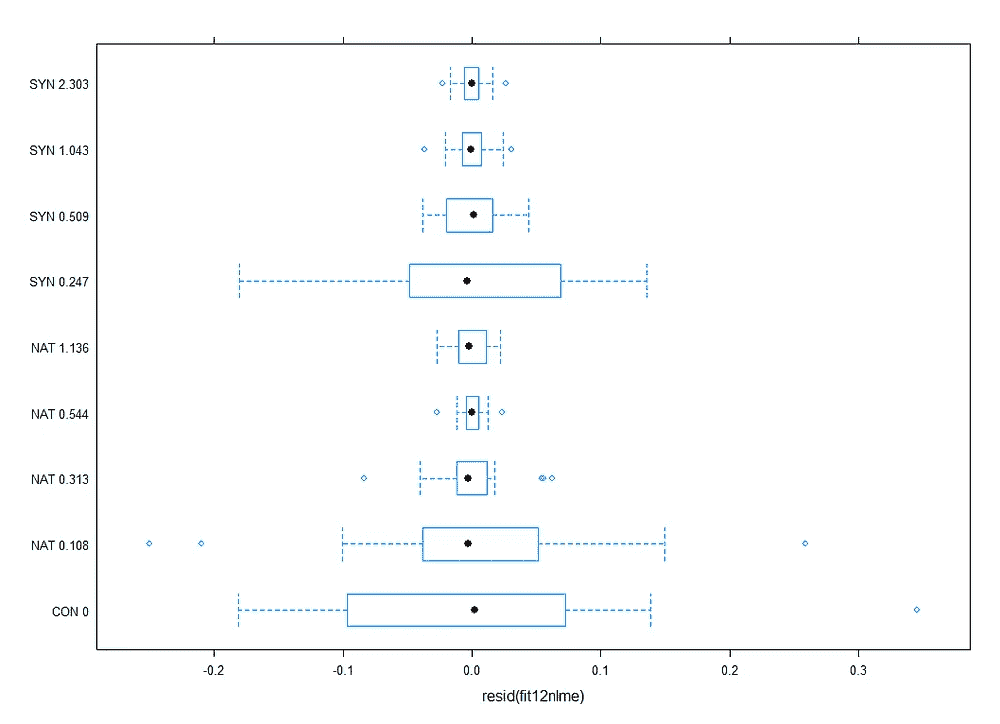 SYN 2.303
SYN 1.043
SYN 0.509
SYN 0.247
NAT 1.136
NAT 0.544
NAT 0.313
NAT 0.108
CON 0
-0.2 -0.1 0.0 0.1 0.2 0.3
resid(fit12nlme)